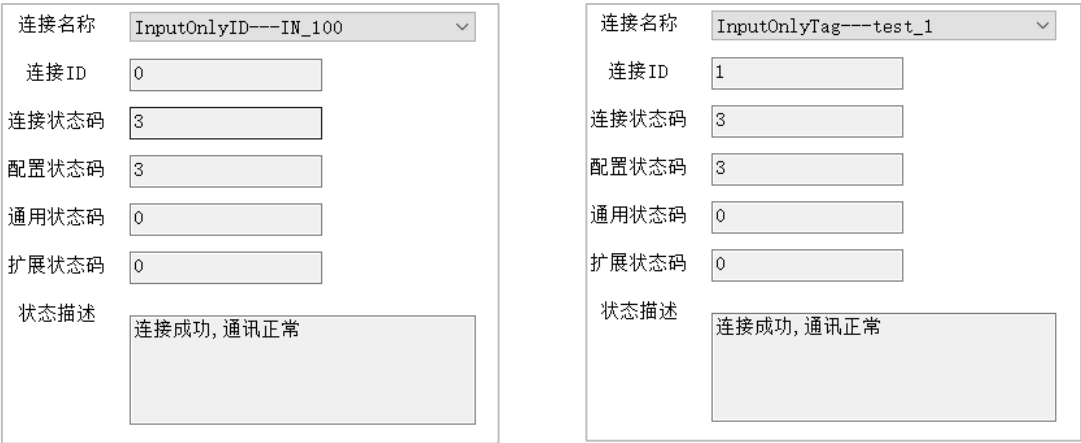 连接名称 InputOnlyID---IN_100
连接ID 0
连接状态码 3
配置状态码 3
通用状态码 0
扩展状态码 0
状态描述 连接成功,通讯正常
连接名称 InputOnlyTag---test_1
连接ID 1
连接状态码 3
配置状态码 3
通用状态码 0
扩展状态码 0
状态描述 连接成功,通讯正常